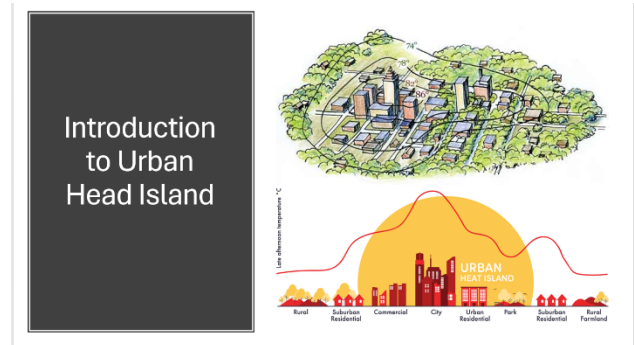 Introduction
to Urban
Head Island
74°
78°
82°
86°
Late afternoon temperature °C
URBAN
HEAT ISLAND
Rural
Suburban
Residential
Commercial
City
Urban
Residential
Park
Suburban
Residential
Rural
Farmland